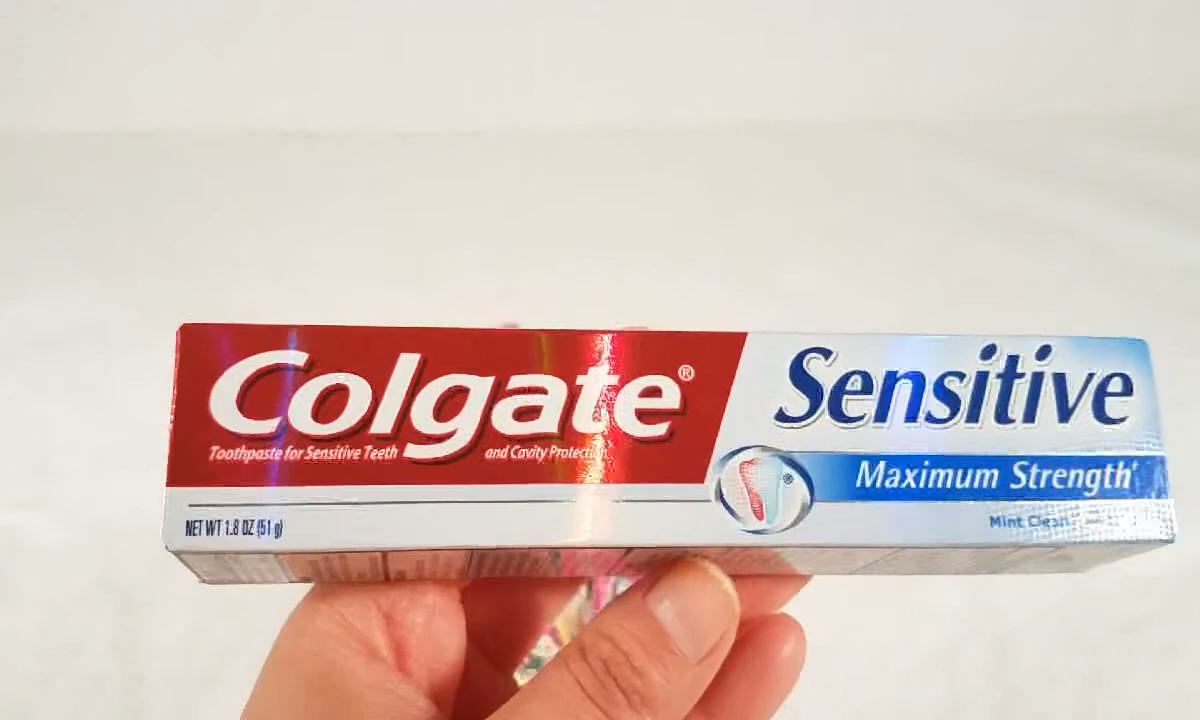 Colgate®
Toothpaste for Sensitive Teeth and Cavity Protection
NET WT 1.8 OZ (51 g)
Sensitive
Maximum Strength†
®
Mint Clean